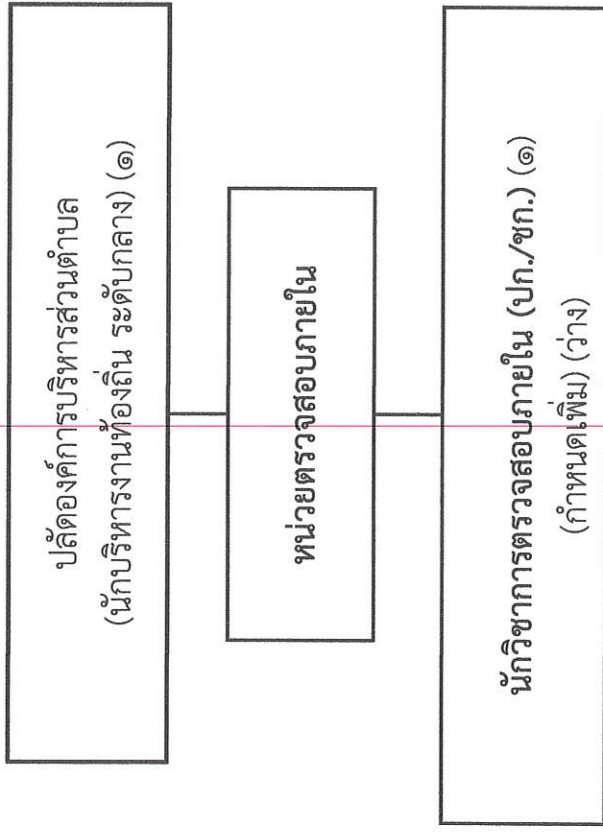 ปลัดองค์การบริหารส่วนตำบล
(นักบริหารงานท้องถิ่น ระดับกลาง) (๑)
หน่วยตรวจสอบภายใน
นักวิชาการตรวจสอบภายใน (ปก./ชก.) (๑)
(กำหนดเพิ่ม) (ว่าง)